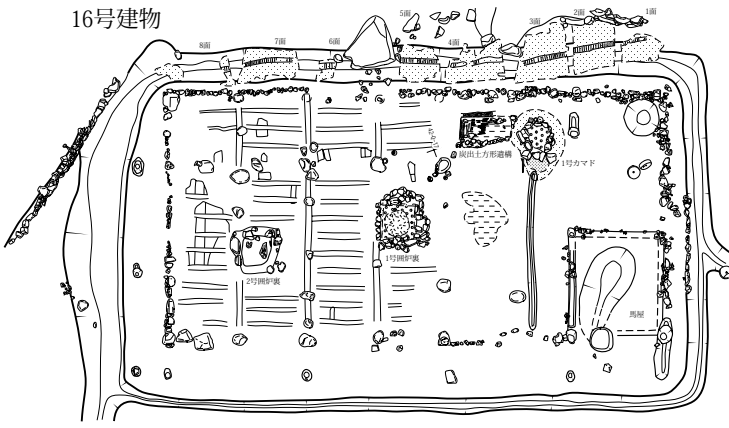 16号建物
8面
7面
6面
5面
4面
3面
2面
1面
炭出土方形遺構
1号カマド
1号囲炉裏
2号囲炉裏
馬屋